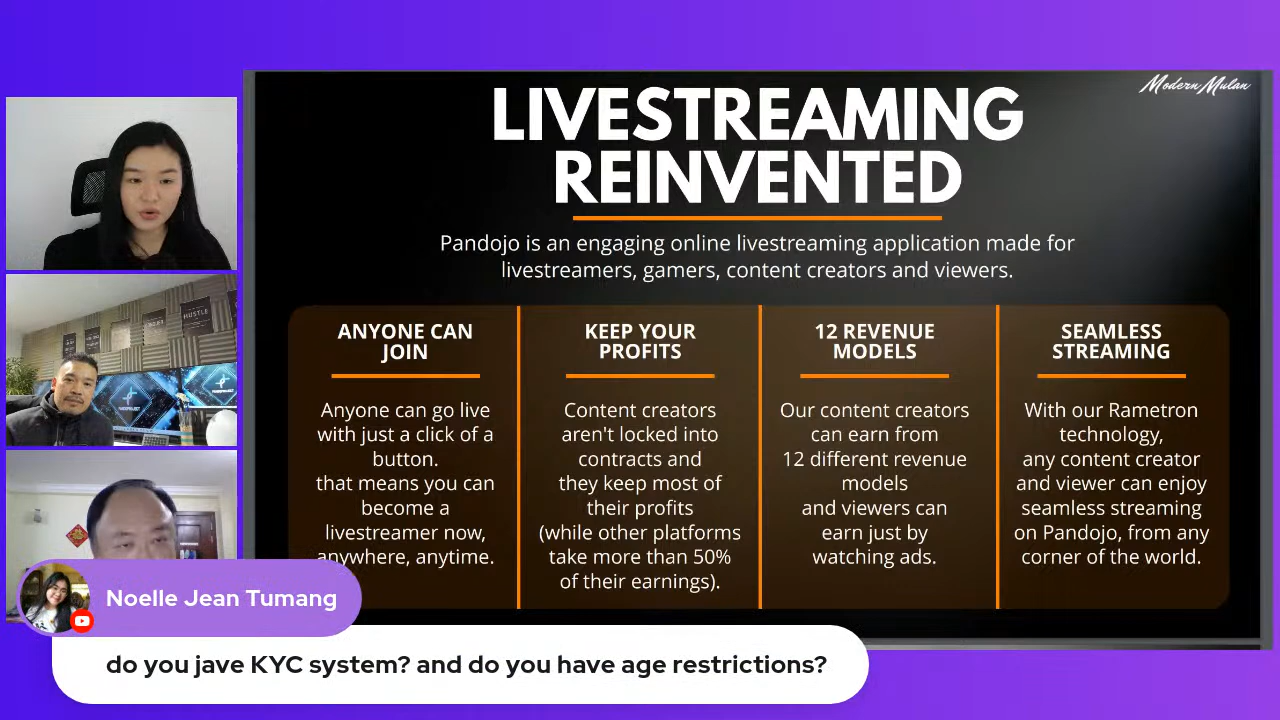 Modern Mulan
LIVESTREAMING
REINVENTED
Pandojo is an engaging online livestreaming application made for
livestreamers, gamers, content creators and viewers.
ANYONE CAN
JOIN
Anyone can go live
with just a click of a
button.
that means you can
become a
livestreamer now,
anywhere, anytime.
KEEP YOUR
PROFITS
Content creators
aren't locked into
contracts and
they keep most of
their profits
(while other platforms
take more than 50%
of their earnings).
12 REVENUE
MODELS
Our content creators
can earn from
12 different revenue
models
and viewers can
earn just by
watching ads.
SEAMLESS
STREAMING
With our Rametron
technology,
any content creator
and viewer can enjoy
seamless streaming
on Pandojo, from any
corner of the world.
HUSTLE
Noelle Jean Tumang
do you jave KYC system? and do you have age restrictions?